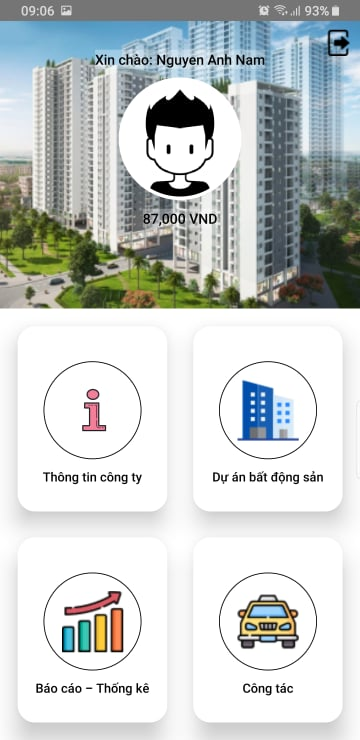 09:06
93%
Xin chào: Nguyen Anh Nam
87,000 VND
Thông tin công ty
Dự án bất động sản
Báo cáo – Thống kê
Công tác